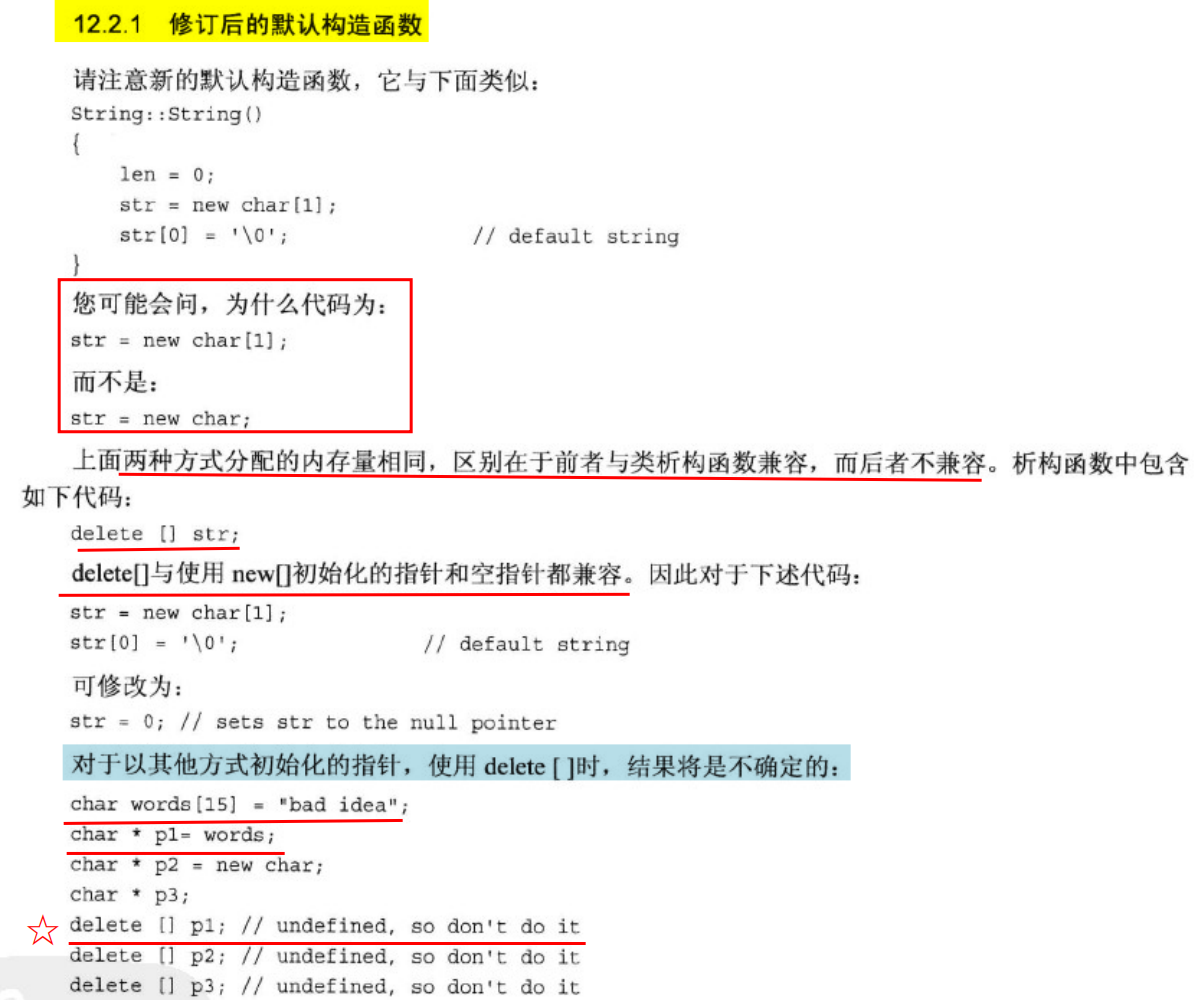 12.2.1 修订后的默认构造函数
请注意新的默认构造函数，它与下面类似：
String::String()
{
    len = 0;
    str = new char[1];
    str[0] = '\0';                // default string
}
您可能会问，为什么代码为：
str = new char[1];
而不是：
str = new char;
上面两种方式分配的内存量相同，区别在于前者与类析构函数兼容，而后者不兼容。析构函数中包含
如下代码：
delete [] str;
delete[]与使用 new[]初始化的指针和空指针都兼容。因此对于下述代码：
str = new char[1];
str[0] = '\0';                // default string
可修改为：
str = 0; // sets str to the null pointer
对于以其他方式初始化的指针，使用 delete [ ]时，结果将是不确定的：
char words[15] = "bad idea";
char * p1= words;
char * p2 = new char;
char * p3;
delete [] p1; // undefined, so don't do it
delete [] p2; // undefined, so don't do it
delete [] p3; // undefined, so don't do it